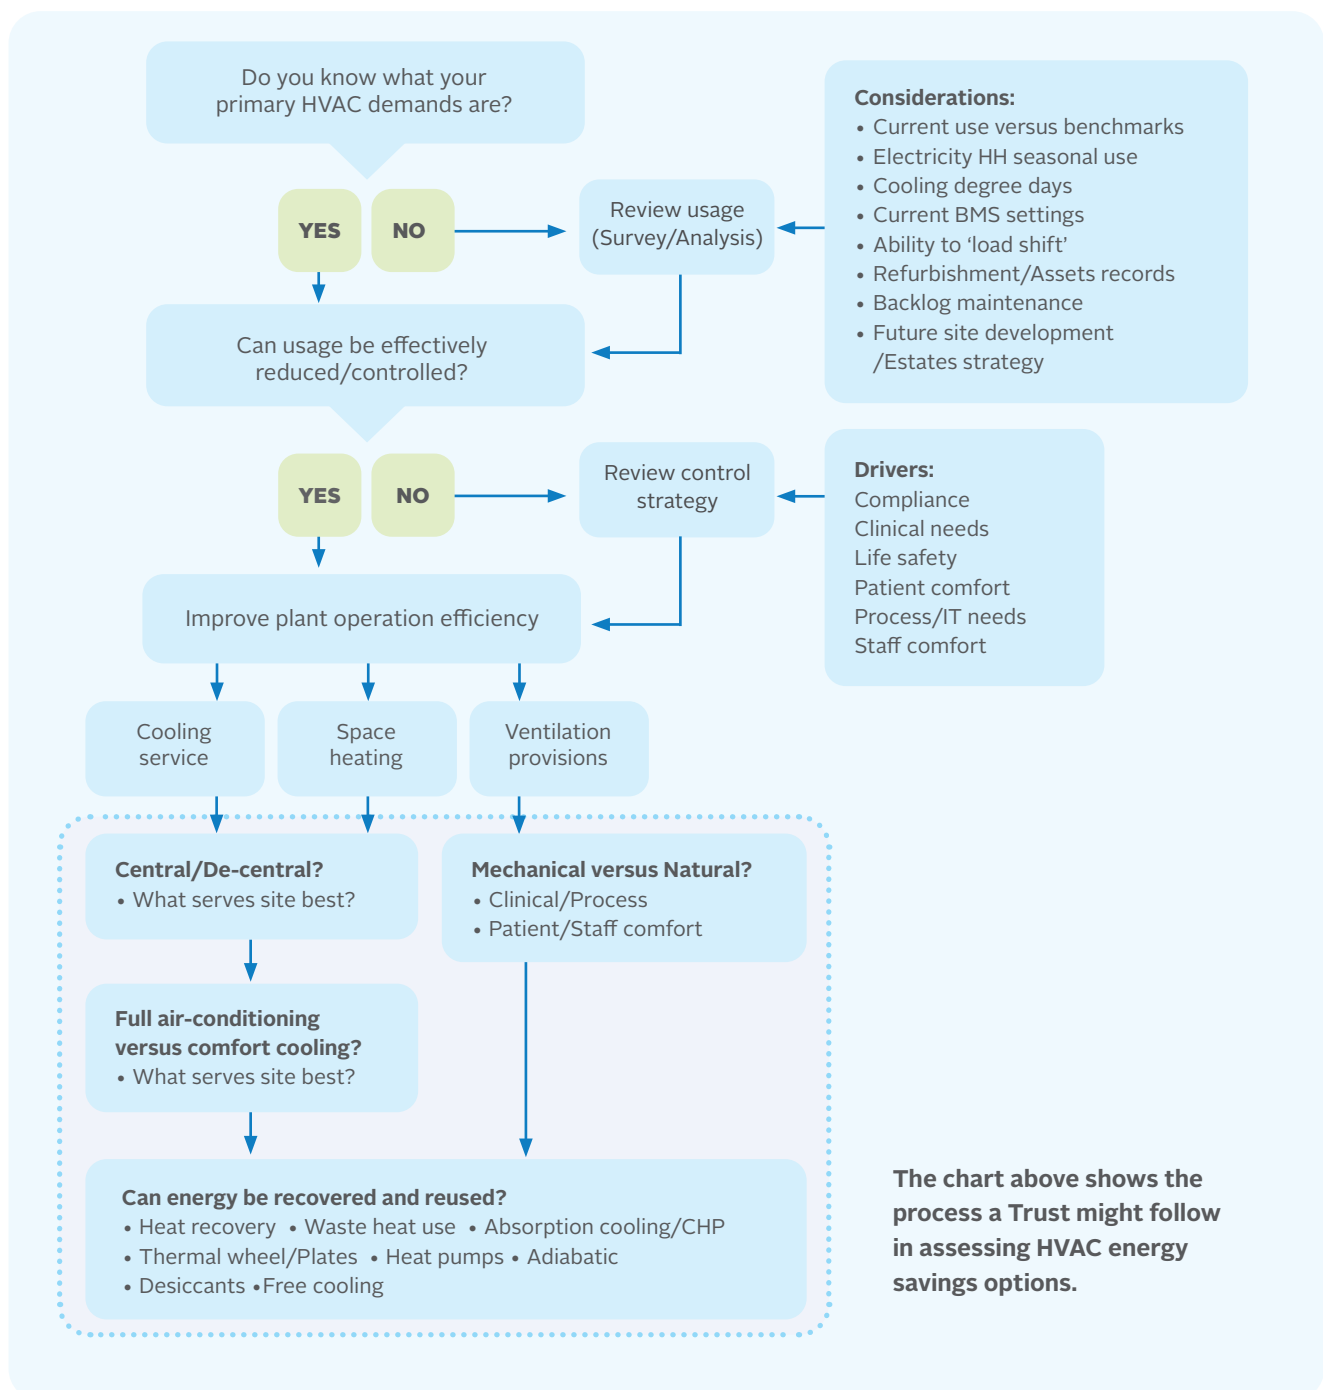 Do you know what your
primary HVAC demands are?
YES
NO
Review usage
(Survey/Analysis)
Considerations:
• Current use versus benchmarks
• Electricity HH seasonal use
• Cooling degree days
• Current BMS settings
• Ability to ‘load shift’
• Refurbishment/Assets records
• Backlog maintenance
• Future site development
/Estates strategy
Can usage be effectively
reduced/controlled?
YES
NO
Review control
strategy
Drivers:
Compliance
Clinical needs
Life safety
Patient comfort
Process/IT needs
Staff comfort
Improve plant operation efficiency
Cooling
service
Space
heating
Ventilation
provisions
Central/De-central?
• What serves site best?
Mechanical versus Natural?
• Clinical/Process
• Patient/Staff comfort
Full air-conditioning
versus comfort cooling?
• What serves site best?
Can energy be recovered and reused?
• Heat recovery • Waste heat use • Absorption cooling/CHP
• Thermal wheel/Plates • Heat pumps • Adiabatic
• Desiccants •Free cooling
The chart above shows the
process a Trust might follow
in assessing HVAC energy
savings options.